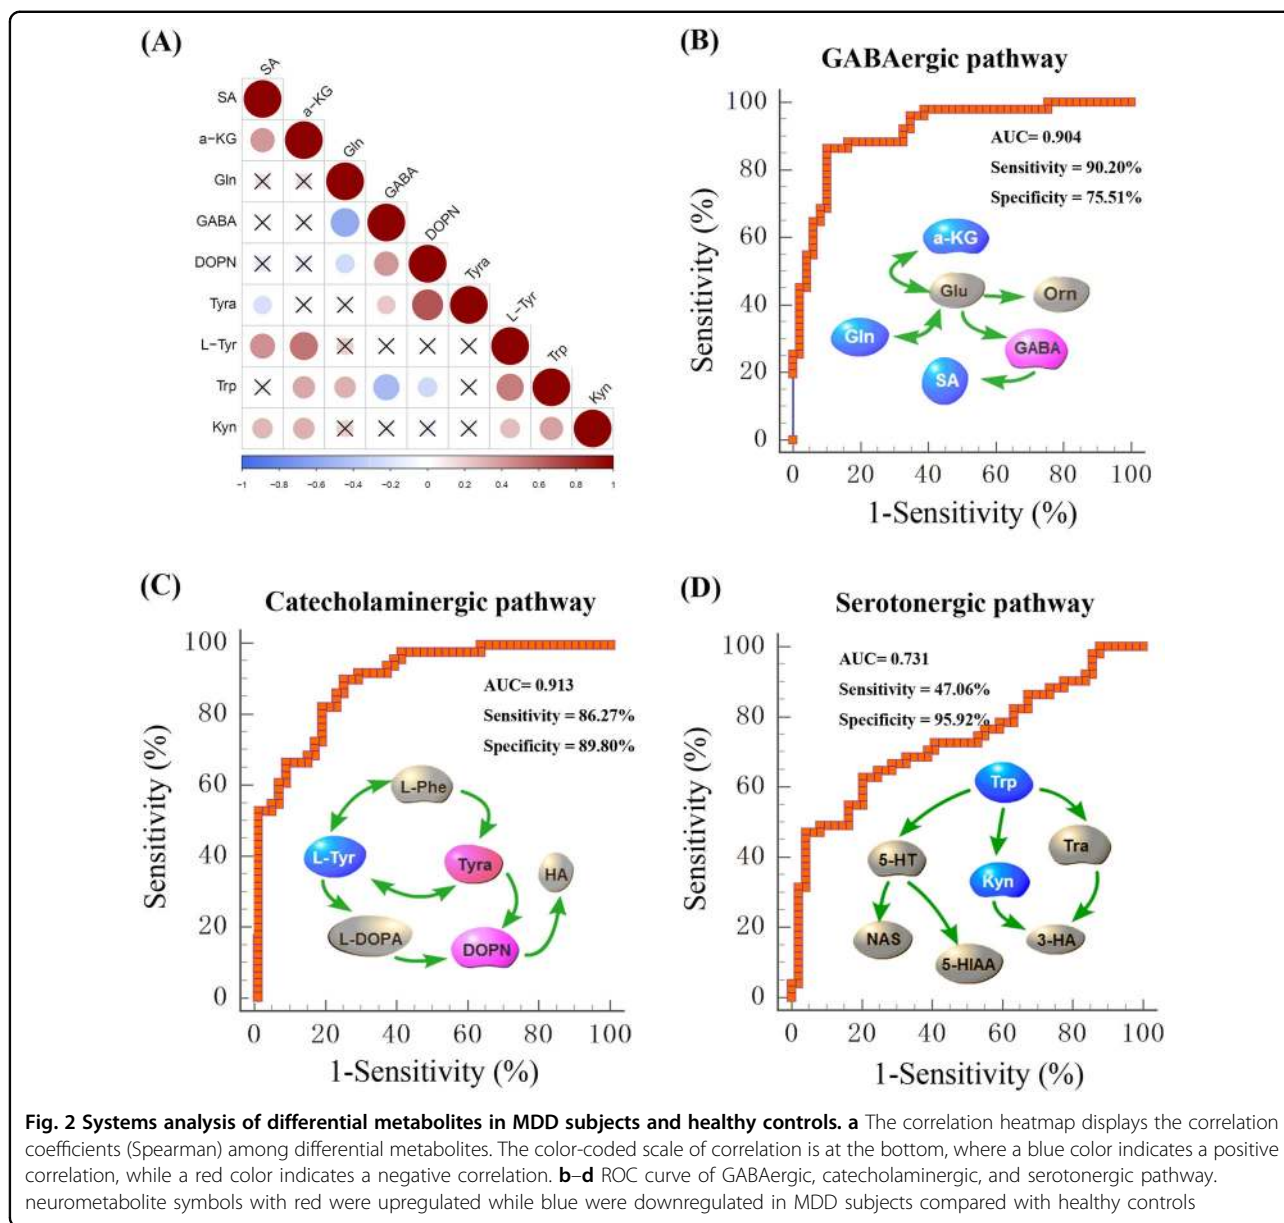 (A)
SA
a-KG
Gln
GABA
DOPN
Tyra
L-Tyr
Trp
Kyn
SA
a-KG
Gln
GABA
DOPN
Tyra
L-Tyr
Trp
Kyn
-1 -0.8 -0.6 -0.4 -0.2 0 0.2 0.4 0.6 0.8 1
(B)
GABAergic pathway
Sensitivity (%)
100
80
60
40
20
0
AUC= 0.904
Sensitivity = 90.20%
Specificity = 75.51%
a-KG
Glu
Orn
Gln
GABA
SA
0 20 40 60 80 100
1-Sensitivity (%)
(C)
Catecholaminergic pathway
Sensitivity (%)
100
80
60
40
20
0
AUC= 0.913
Sensitivity = 86.27%
Specificity = 89.80%
L-Phe
L-Tyr
Tyra
HA
L-DOPA
DOPN
0 20 40 60 80 100
1-Sensitivity (%)
(D)
Serotonergic pathway
Sensitivity (%)
100
80
60
40
20
0
AUC= 0.731
Sensitivity = 47.06%
Specificity = 95.92%
Trp
5-HT
Tra
Kyn
NAS
3-HA
5-HIAA
0 20 40 60 80 100
1-Sensitivity (%)
Fig. 2 Systems analysis of differential metabolites in MDD subjects and healthy controls. a The correlation heatmap displays the correlation
coefficients (Spearman) among differential metabolites. The color-coded scale of correlation is at the bottom, where a blue color indicates a positive
correlation, while a red color indicates a negative correlation. b–d ROC curve of GABAergic, catecholaminergic, and serotonergic pathway.
neurometabolite symbols with red were upregulated while blue were downregulated in MDD subjects compared with healthy controls